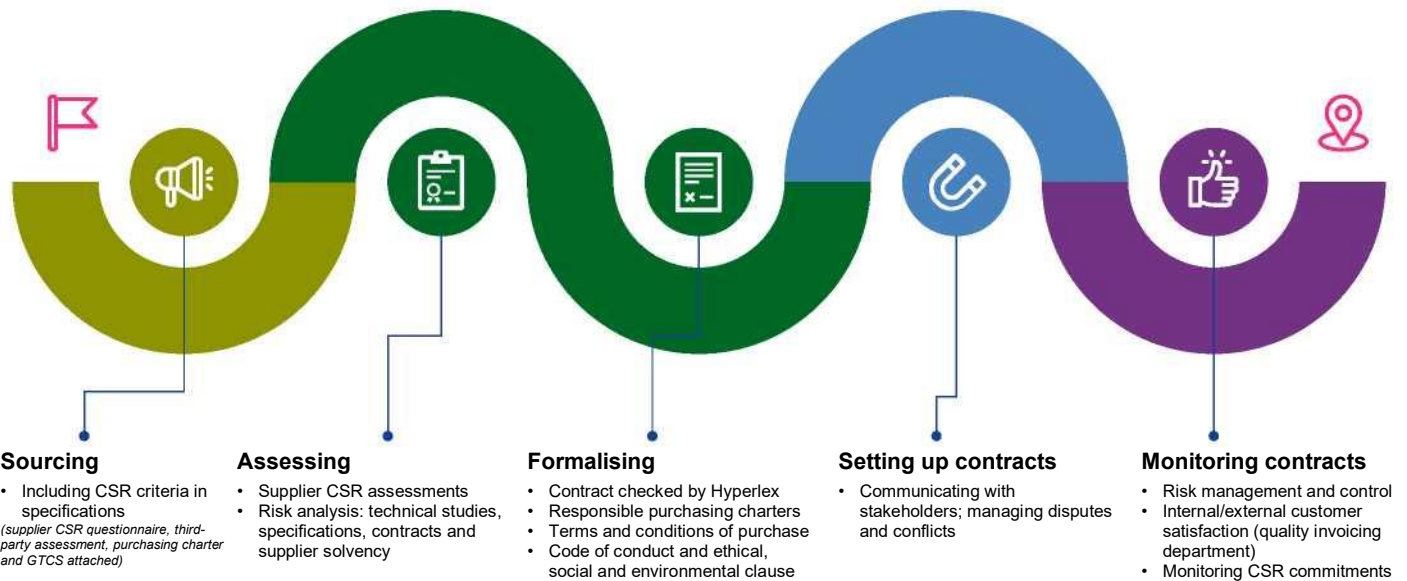 Sourcing
• Including CSR criteria in
specifications
(supplier CSR questionnaire, third-
party assessment, purchasing charter
and GTCS attached)
Assessing
• Supplier CSR assessments
• Risk analysis: technical studies,
specifications, contracts and
supplier solvency
Formalising
• Contract checked by Hyperlex
• Responsible purchasing charters
• Terms and conditions of purchase
• Code of conduct and ethical,
social and environmental clause
Setting up contracts
• Communicating with
stakeholders; managing disputes
and conflicts
Monitoring contracts
• Risk management and control
• Internal/external customer
satisfaction (quality invoicing
department)
• Monitoring CSR commitments